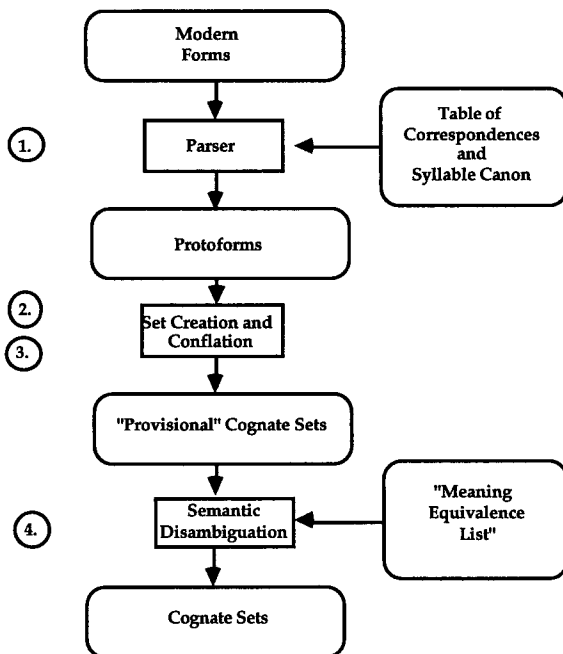 Modern
Forms
1.
Parser
Table of
Correspondences
and
Syllable Canon
Protoforms
2.
Set Creation and
Conflation
3.
"Provisional" Cognate Sets
4.
Semantic
Disambiguation
"Meaning
Equivalence
List"
Cognate Sets